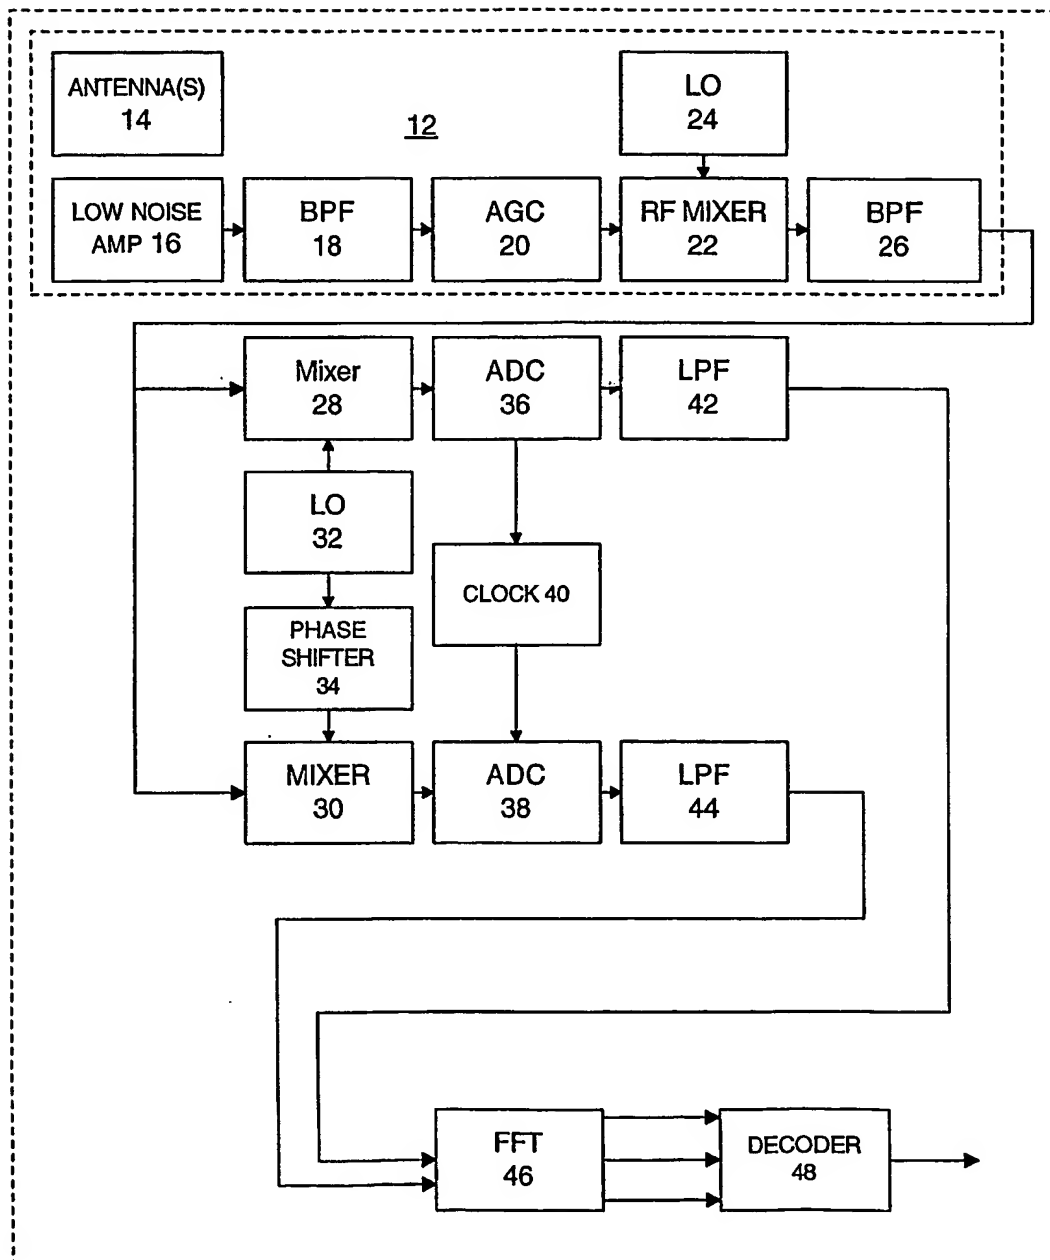 ANTENNA(S)
14
12
LO
24
LOW NOISE
AMP 16
BPF
18
AGC
20
RF MIXER
22
BPF
26
Mixer
28
ADC
36
LPF
42
LO
32
CLOCK 40
PHASE
SHIFTER
34
MIXER
30
ADC
38
LPF
44
FFT
46
DECODER
48